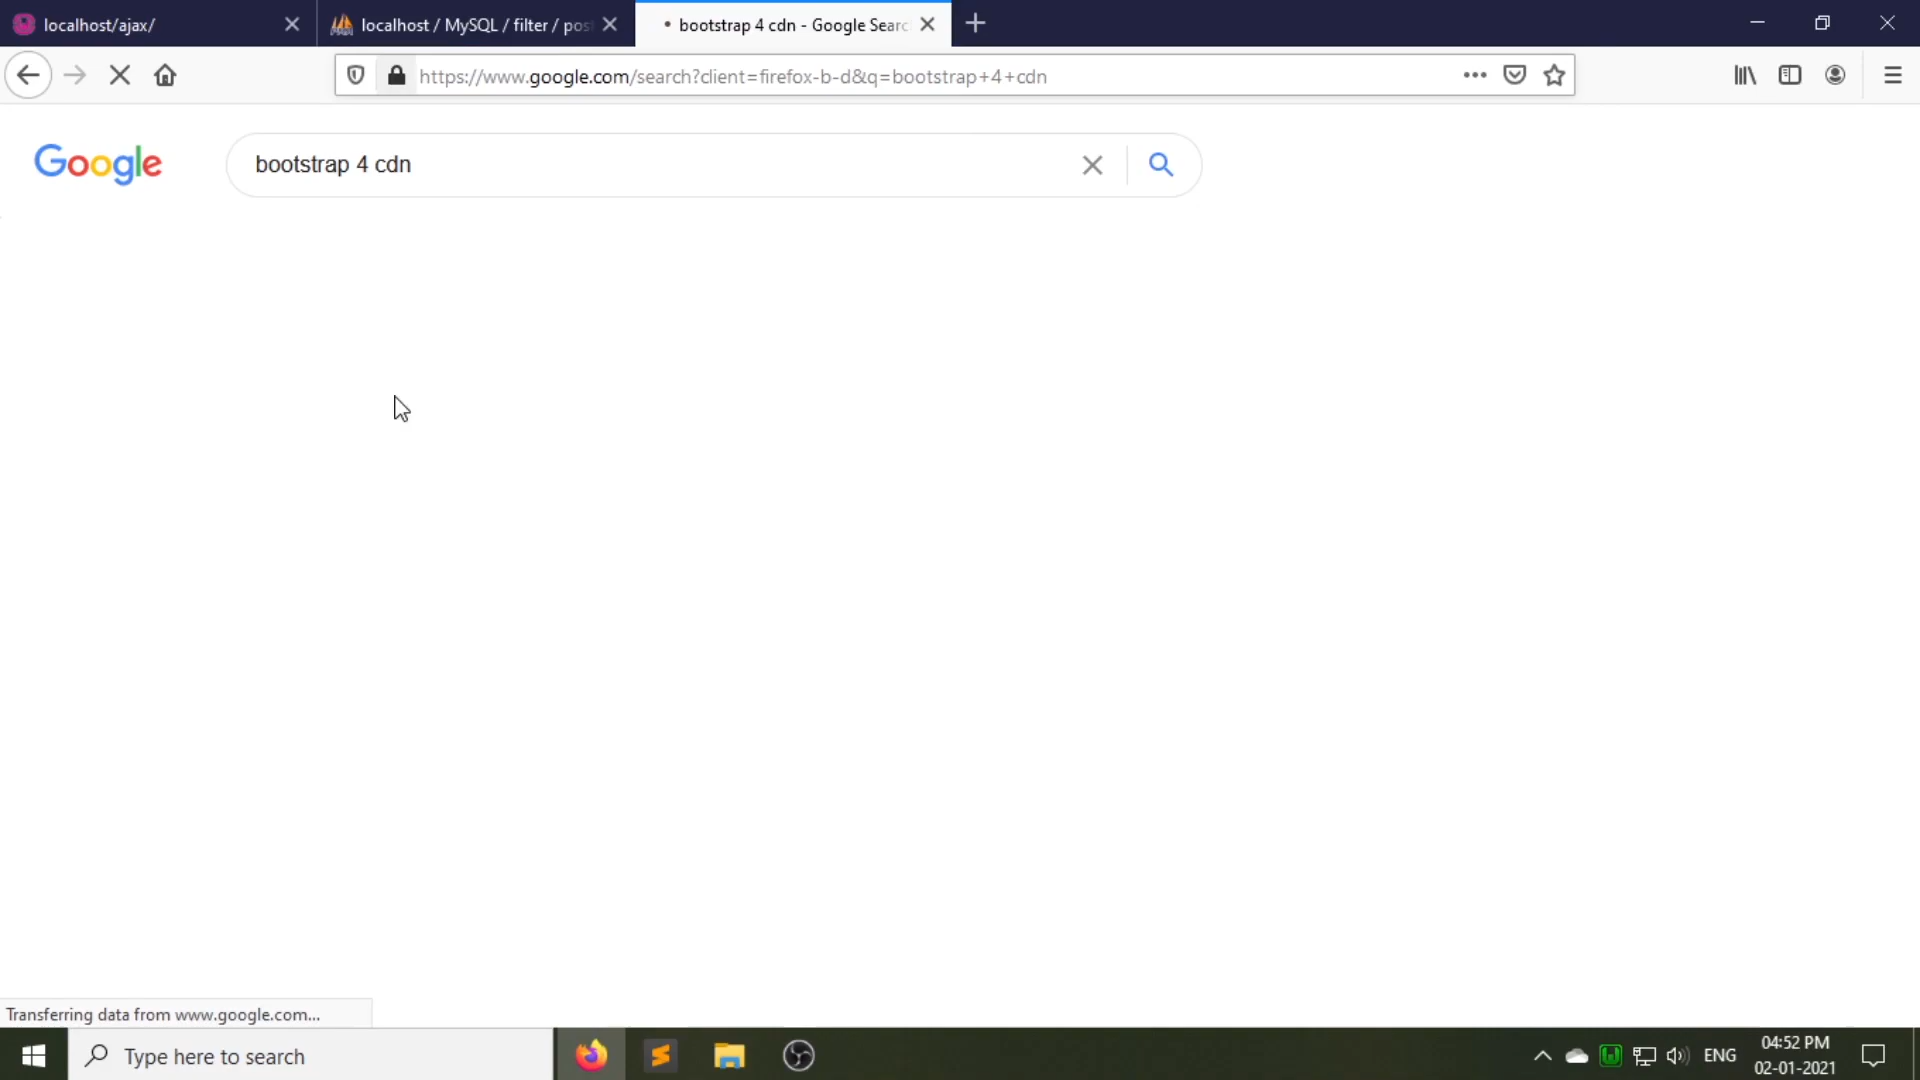 localhost/ajax/
localhost / MySQL / filter / pos
bootstrap 4 cdn - Google Searc
https://www.google.com/search?client=firefox-b-d&q=bootstrap+4+cdn
Google
bootstrap 4 cdn
Transferring data from www.google.com...
Type here to search
ENG
04:52 PM
02-01-2021